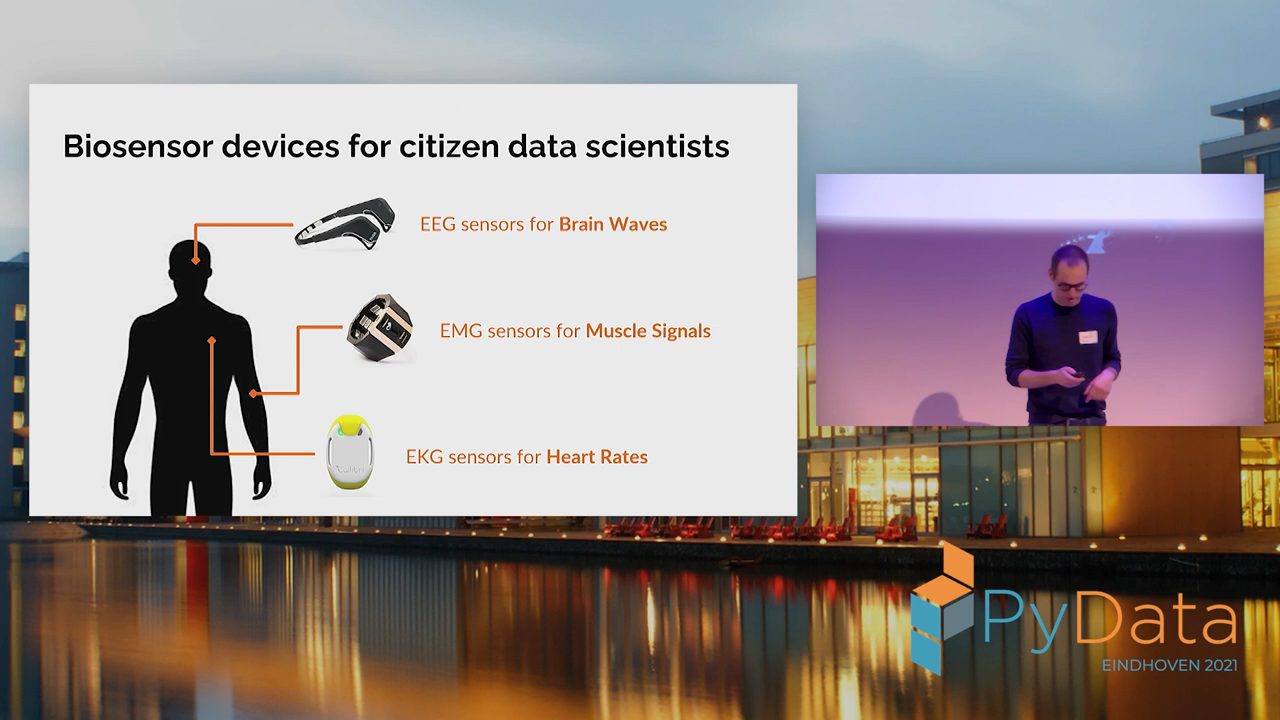 Biosensor devices for citizen data scientists
EEG sensors for Brain Waves
EMG sensors for Muscle Signals
EKG sensors for Heart Rates
Callibri
PyData
EINDHOVEN 2021